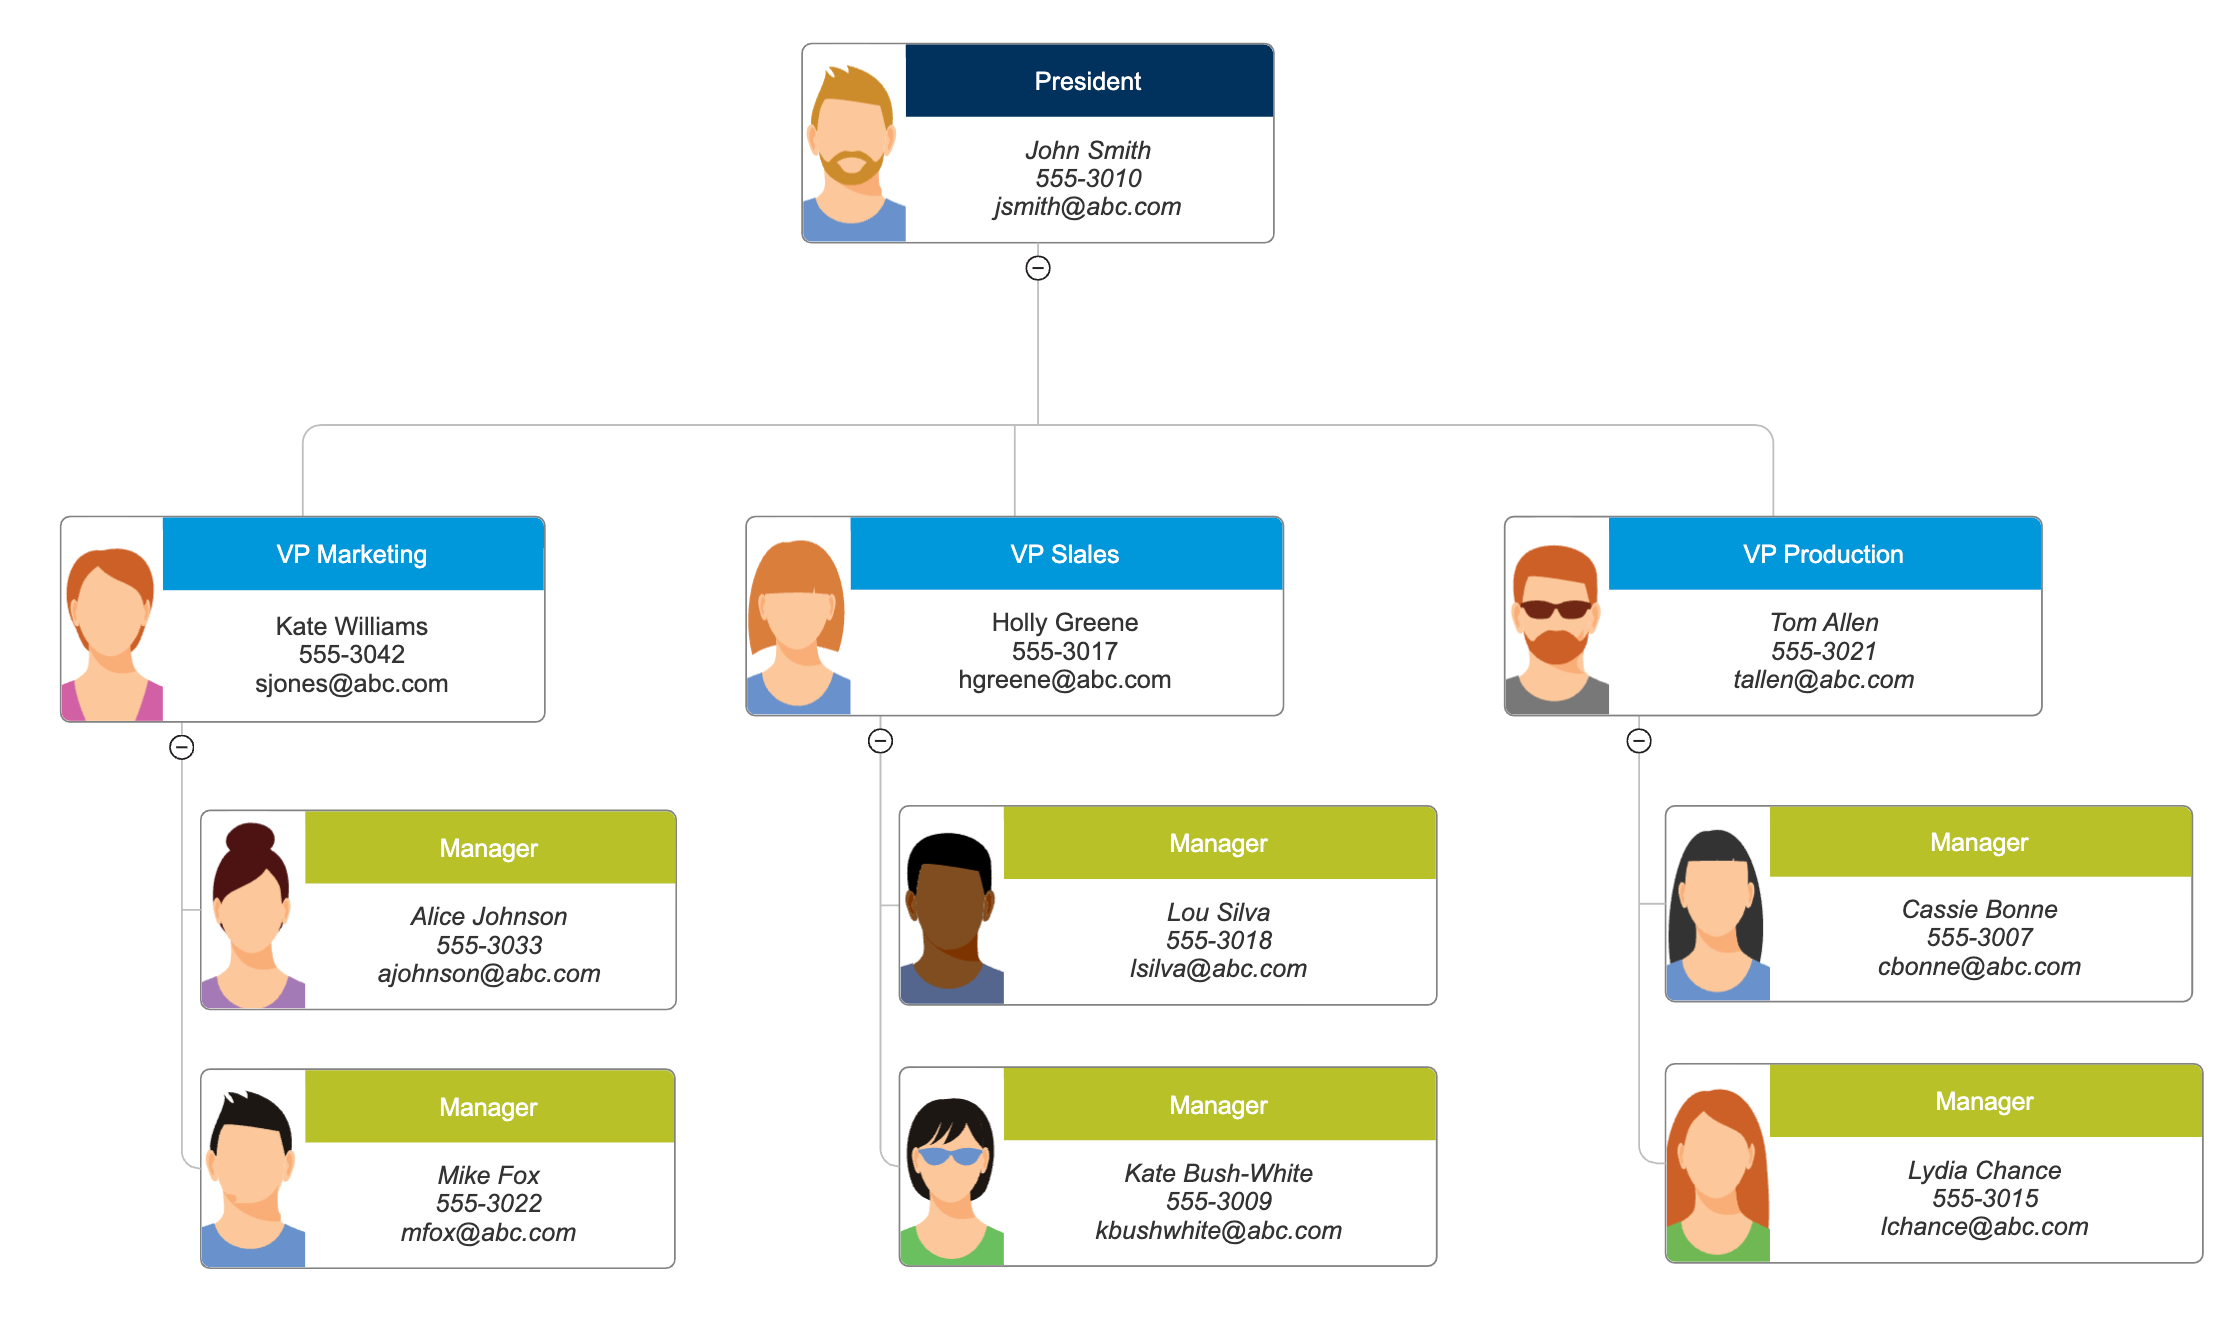 President
John Smith
555-3010
jsmith@abc.com
VP Marketing
Kate Williams
555-3042
sjones@abc.com
VP Slales
Holly Greene
555-3017
hgreene@abc.com
VP Production
Tom Allen
555-3021
tallen@abc.com
Manager
Alice Johnson
555-3033
ajohnson@abc.com
Manager
Mike Fox
555-3022
mfox@abc.com
Manager
Lou Silva
555-3018
lsilva@abc.com
Manager
Kate Bush-White
555-3009
kbushwhite@abc.com
Manager
Cassie Bonne
555-3007
cbonne@abc.com
Manager
Lydia Chance
555-3015
lchance@abc.com